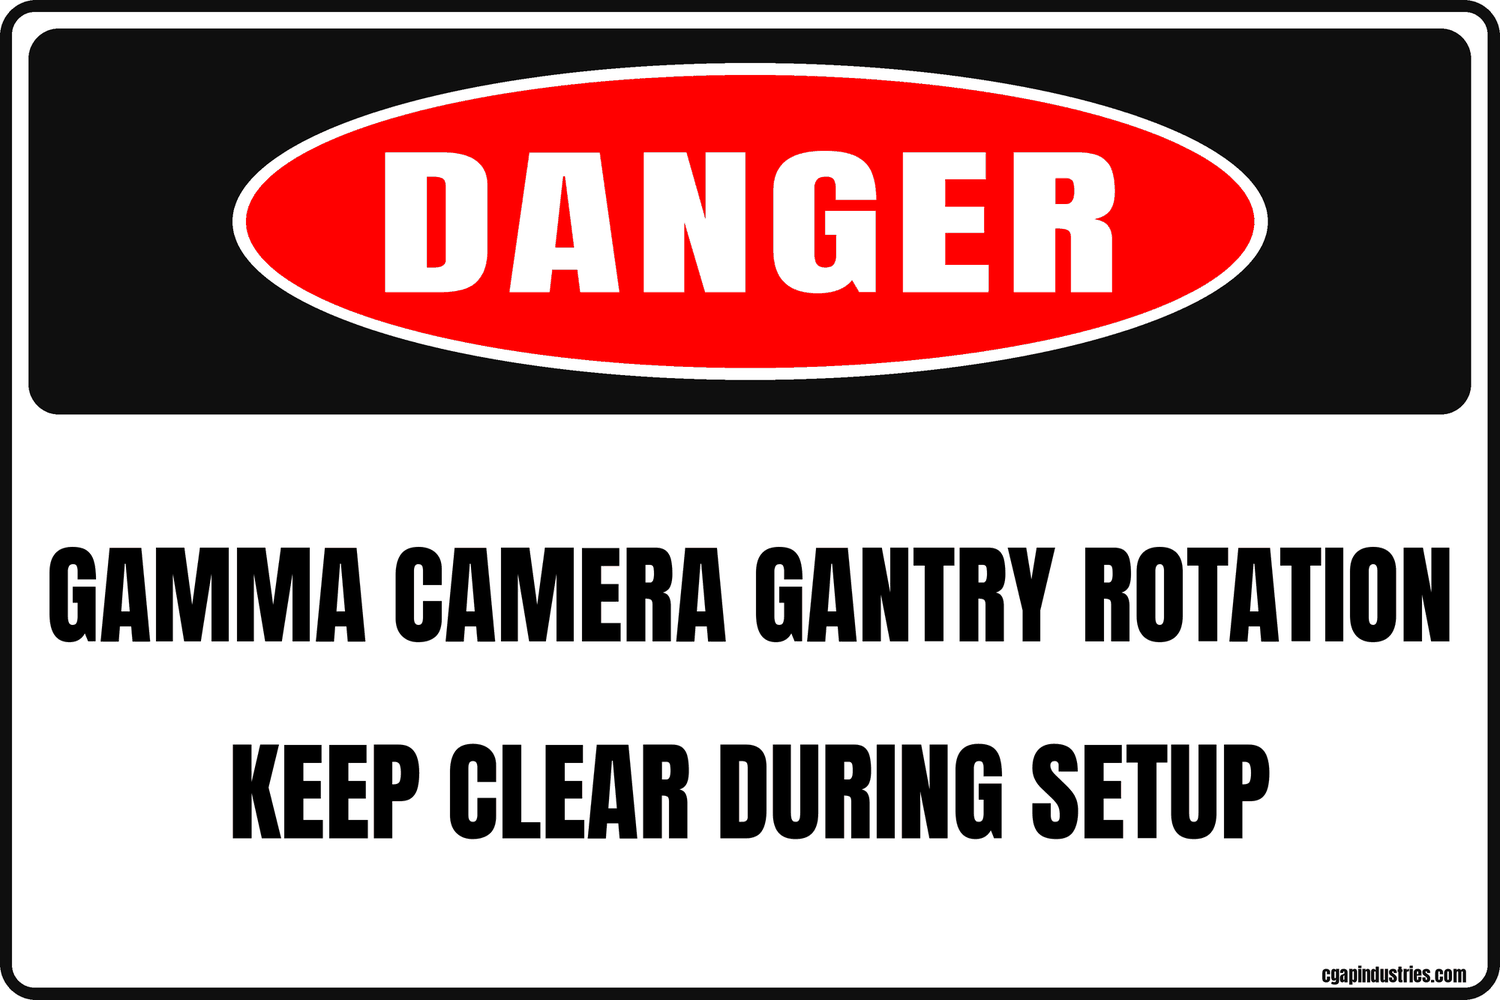 DANGER
GAMMA CAMERA GANTRY ROTATION
KEEP CLEAR DURING SETUP
cgapindustries.com